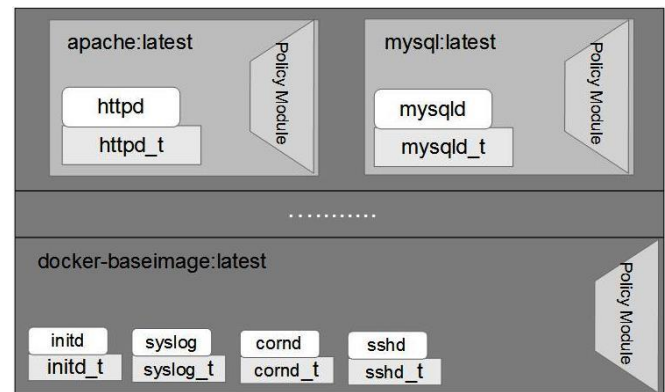 apache:latest
Policy Module
httpd
httpd_t
mysql:latest
Policy Module
mysqld
mysqld_t
...........
docker-baseimage:latest
Policy Module
initd
initd_t
syslog
syslog_t
cornd
cornd_t
sshd
sshd_t